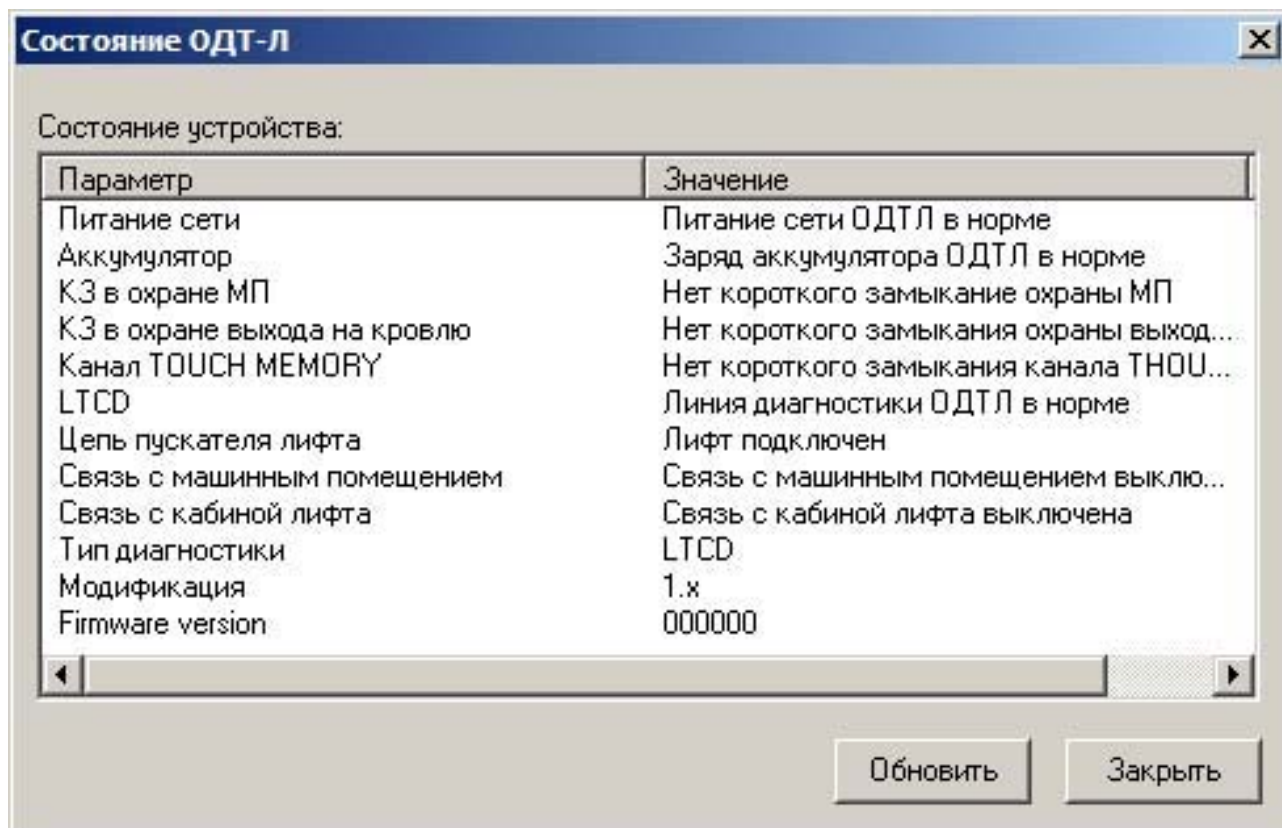 Состояние ОДТ-Л
Состояние устройства:
Параметр Значение
Питание сети Питание сети ОДТЛ в норме
Аккумулятор Заряд аккумулятора ОДТЛ в норме
КЗ в охране МП Нет короткого замыкание охраны МП
КЗ в охране выхода на кровлю Нет короткого замыкания охраны выход...
Канал TOUCH MEMORY Нет короткого замыкания канала THOU...
LTCD Линия диагностики ОДТЛ в норме
Цепь пускателя лифта Лифт подключен
Связь с машинным помещением Связь с машинным помещением выклю...
Связь с кабиной лифта Связь с кабиной лифта выключена
Тип диагностики LTCD
Модификация 1.x
Firmware version 000000
Обновить Закрыть